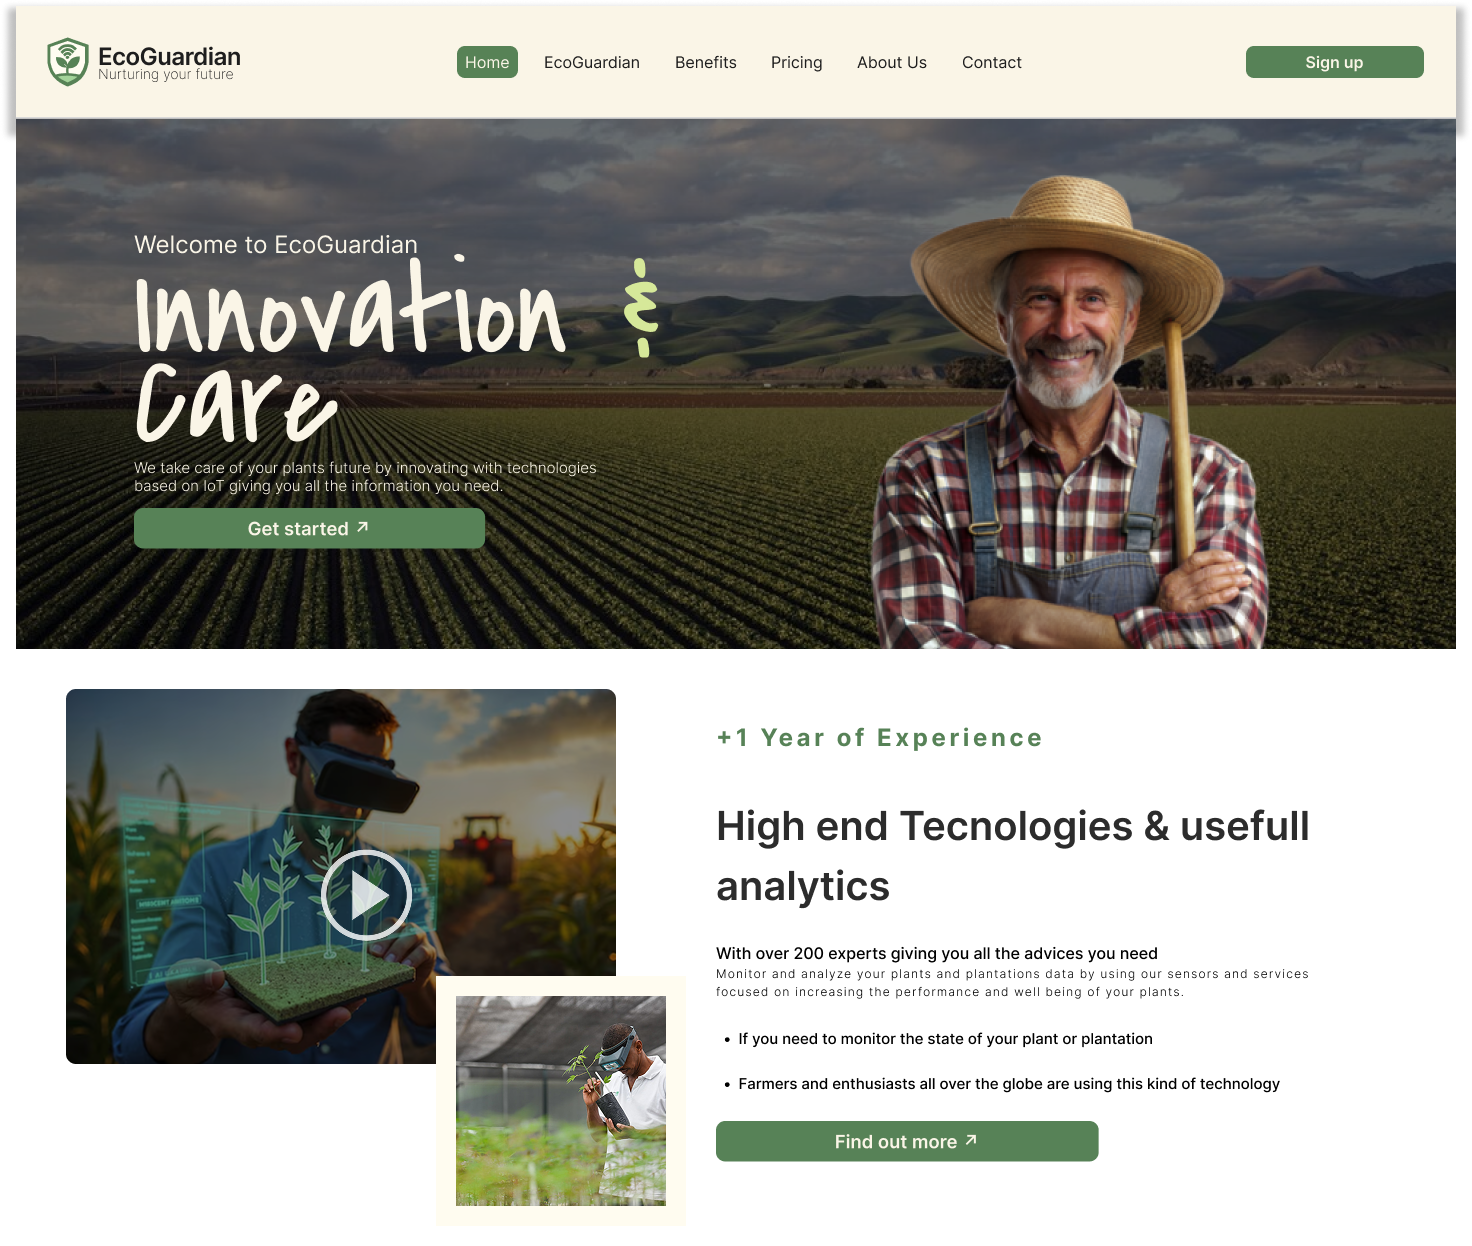 EcoGuardian
Nurturing your future
Home
EcoGuardian
Benefits
Pricing
About Us
Contact
Sign up
Welcome to EcoGuardian
Innovation &
Care
We take care of your plants future by innovating with technologies
based on IoT giving you all the information you need.
Get started ↗
+1 Year of Experience
High end Tecnologies & usefull
analytics
With over 200 experts giving you all the advices you need
Monitor and analyze your plants and plantations data by using our sensors and services
focused on increasing the performance and well being of your plants.
• If you need to monitor the state of your plant or plantation
• Farmers and enthusiasts all over the globe are using this kind of technology
Find out more ↗